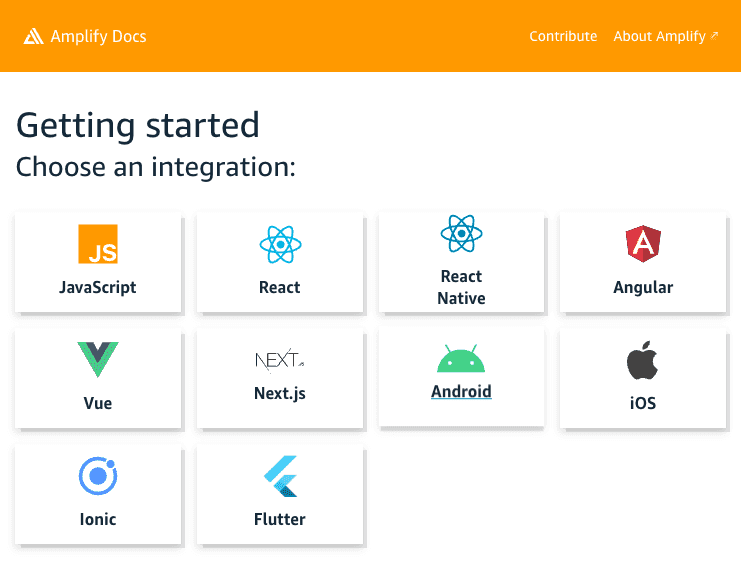 Amplify Docs
Contribute
About Amplify
Getting started
Choose an integration:
JS
JavaScript
React
React
Native
A
Angular
Vue
NEXT.JS
Next.js
Android
iOS
Ionic
Flutter